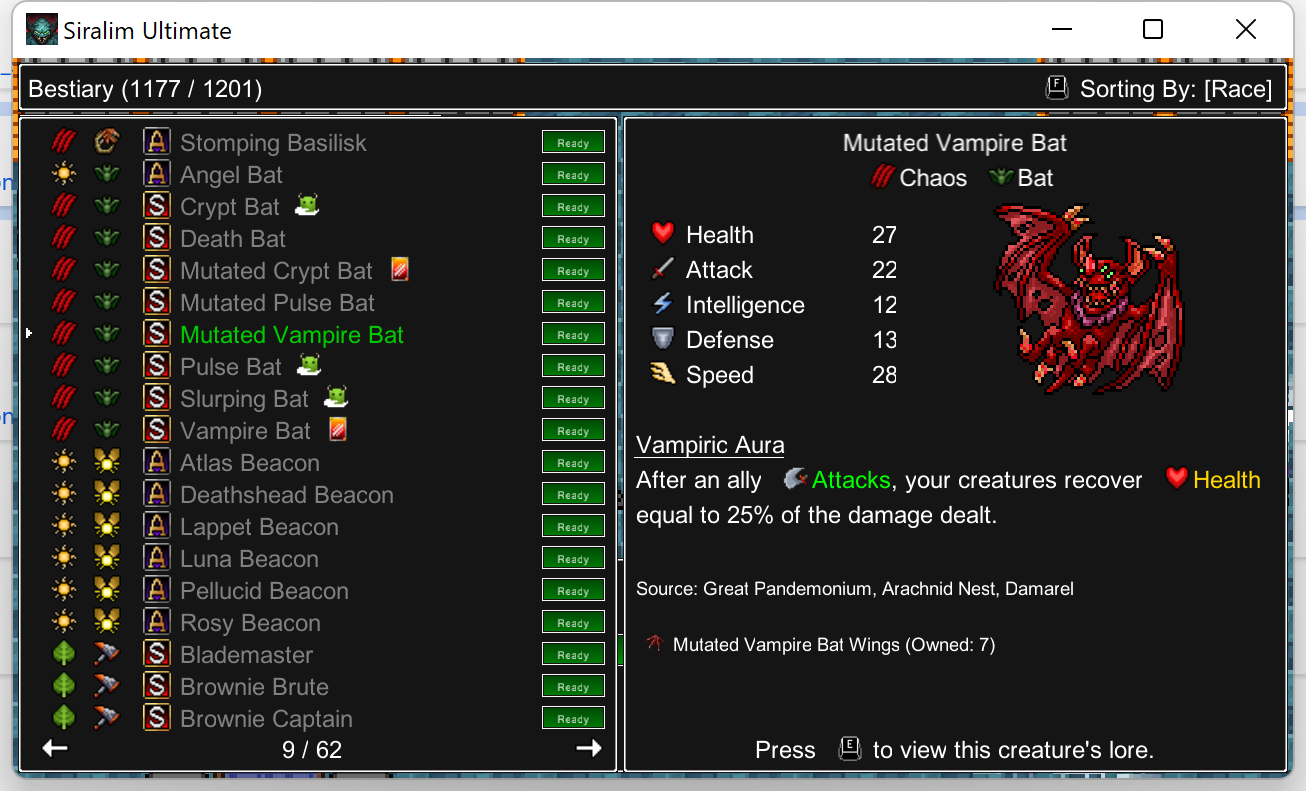 Siralim Ultimate
Bestiary (1177 / 1201)
F Sorting By: [Race]
A Stomping Basilisk Ready
A Angel Bat Ready
S Crypt Bat Ready
S Death Bat Ready
S Mutated Crypt Bat Ready
S Mutated Pulse Bat Ready
S Mutated Vampire Bat Ready
S Pulse Bat Ready
S Slurping Bat Ready
S Vampire Bat Ready
A Atlas Beacon Ready
A Deathshead Beacon Ready
A Lappet Beacon Ready
A Luna Beacon Ready
A Pellucid Beacon Ready
A Rosy Beacon Ready
S Blademaster Ready
S Brownie Brute Ready
S Brownie Captain Ready
9 / 62
Mutated Vampire Bat
Chaos Bat
Health 27
Attack 22
Intelligence 12
Defense 13
Speed 28
Vampiric Aura
After an ally Attacks, your creatures recover Health
equal to 25% of the damage dealt.
Source: Great Pandemonium, Arachnid Nest, Damarel
Mutated Vampire Bat Wings (Owned: 7)
Press E to view this creature's lore.